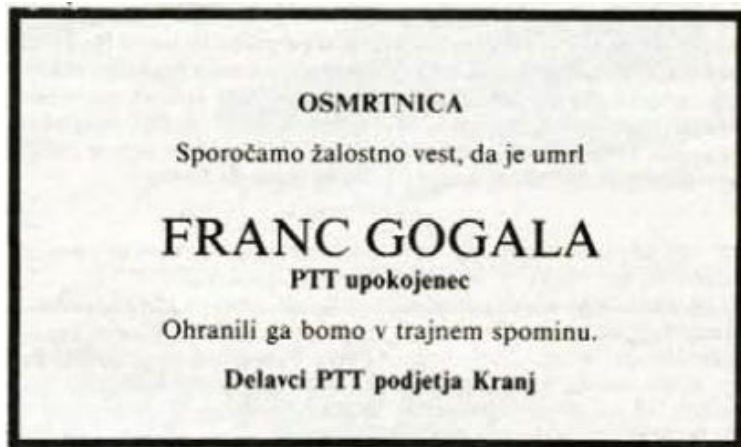 OSMRTNICA
Sporočamo žalostno vest, da je umrl
FRANC GOGALA
PTT upokojenec
Ohranili ga bomo v trajnem spominu.
Delavci PTT podjetja Kranj